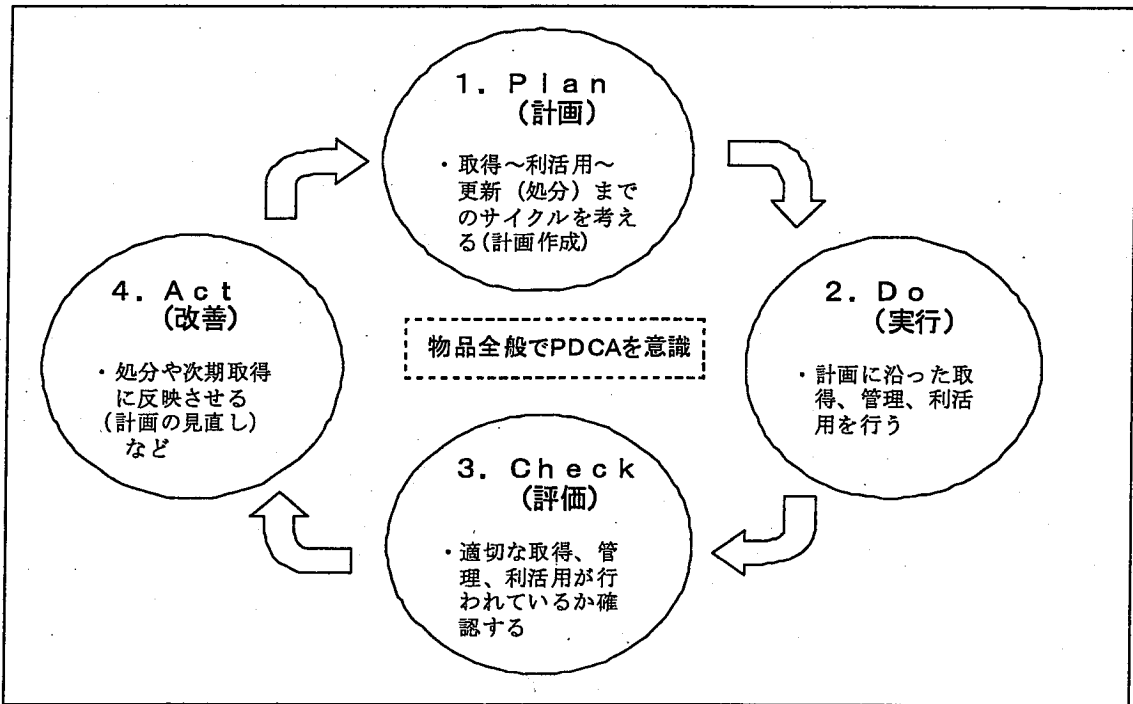 1. Plan
(計画)
・取得~利活用~
更新(処分)まで
のサイクルを考え
る(計画作成)
2. Do
(実行)
・計画に沿った取
得、管理、利活
用を行う
物品全般でPDCAを意識
3. Check
(評価)
・適切な取得、管
理、利活用が行
われているか確
認する
4. Act
(改善)
・処分や次期取得
に反映させる
(計画の見直し)
など